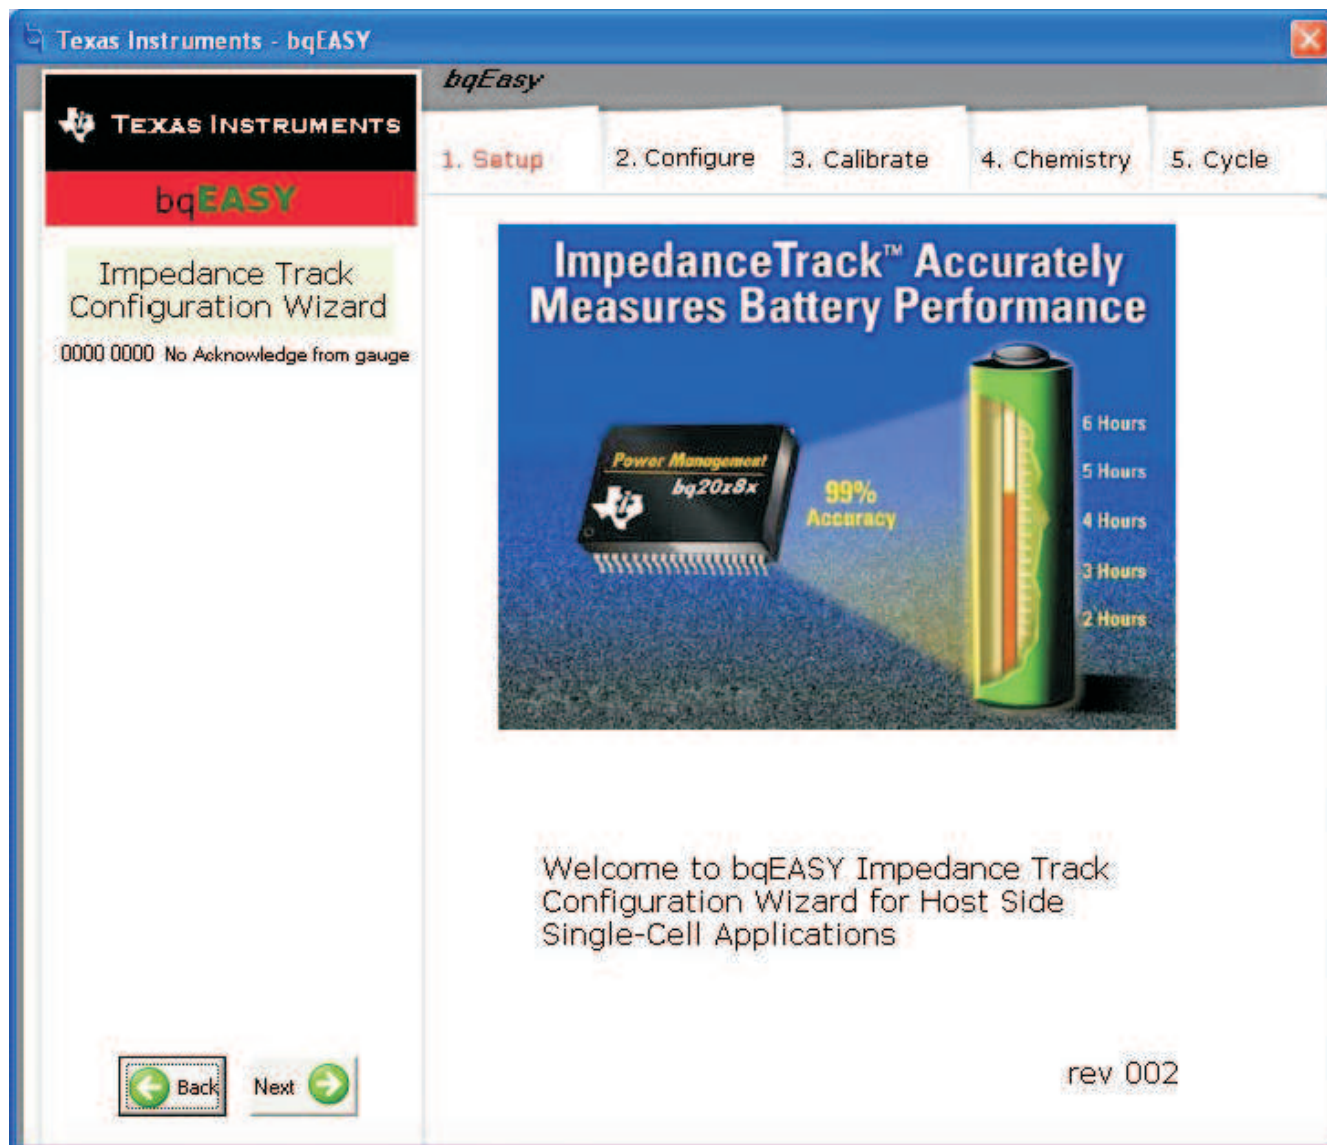 Texas Instruments - bqEASY
bqEasy
TEXAS INSTRUMENTS
bqEASY
1. Setup
2. Configure
3. Calibrate
4. Chemistry
5. Cycle
Impedance Track
Configuration Wizard
0000 0000 No Acknowledge from gauge
ImpedanceTrack™ Accurately
Measures Battery Performance
Power Management
bq20z8x
99%
Accuracy
6 Hours
5 Hours
4 Hours
3 Hours
2 Hours
Welcome to bqEASY Impedance Track
Configuration Wizard for Host Side
Single-Cell Applications
Back
Next
rev 002